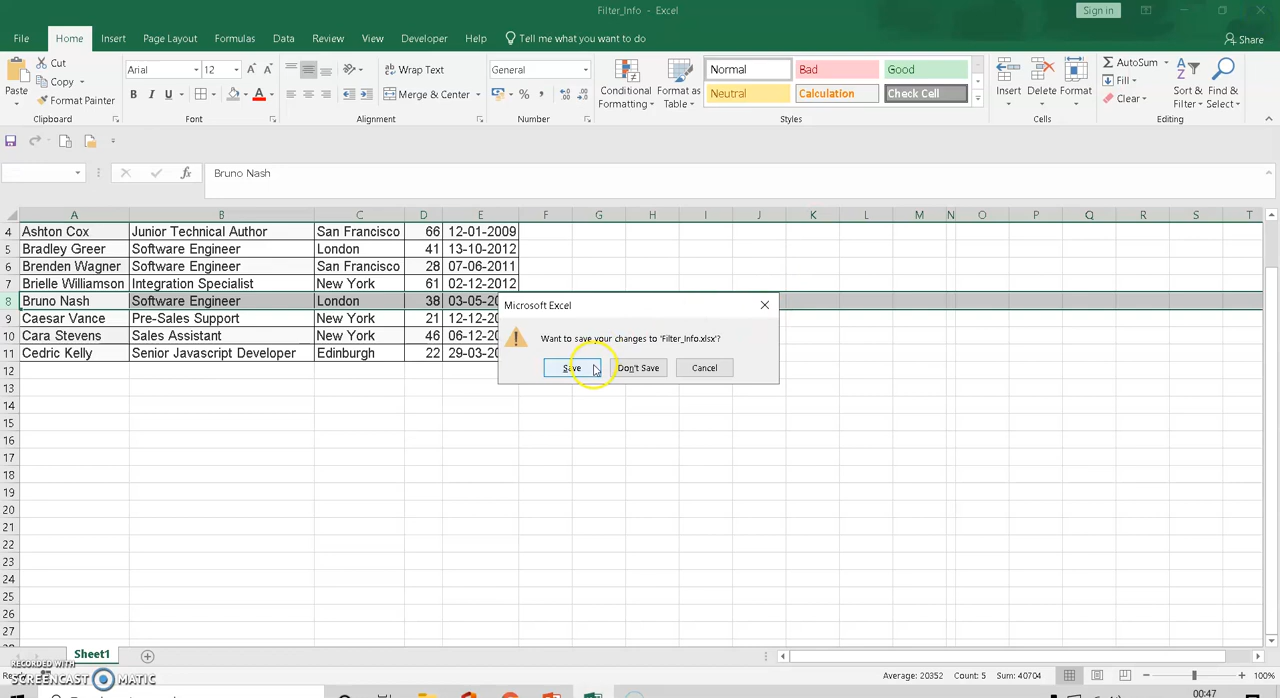 Filter_Info - Excel
Sign in
File Home Insert Page Layout Formulas Data Review View Developer Help Tell me what you want to do Share
Paste Cut Copy Format Painter Clipboard
Arial 12 A A B I U A Font
Wrap Text Merge & Center Alignment
General % , Number
Conditional Formatting Format as Table Normal Bad Good Neutral Calculation Check Cell Styles
Insert Delete Format Cells
AutoSum Fill Clear Sort & Filter Find & Select Editing
fx Bruno Nash
A B C D E F G H I J K L M N O P Q R S T
4 Ashton Cox Junior Technical Author San Francisco 66 12-01-2009
5 Bradley Greer Software Engineer London 41 13-10-2012
6 Brenden Wagner Software Engineer San Francisco 28 07-06-2011
7 Brielle Williamson Integration Specialist New York 61 02-12-2012
8 Bruno Nash Software Engineer London 38 03-05-20
9 Caesar Vance Pre-Sales Support New York 21 12-12-20
10 Cara Stevens Sales Assistant New York 46 06-12-20
11 Cedric Kelly Senior Javascript Developer Edinburgh 22 29-03-20
12
13
14
15
16
17
18
19
20
21
22
23
24
25
26
27
Microsoft Excel
Want to save your changes to 'Filter_Info.xlsx'?
Save Don't Save Cancel
Sheet1
RECORDED WITH
SCREENCAST MATIC
Average: 20352 Count: 5 Sum: 40704 100%
00:47